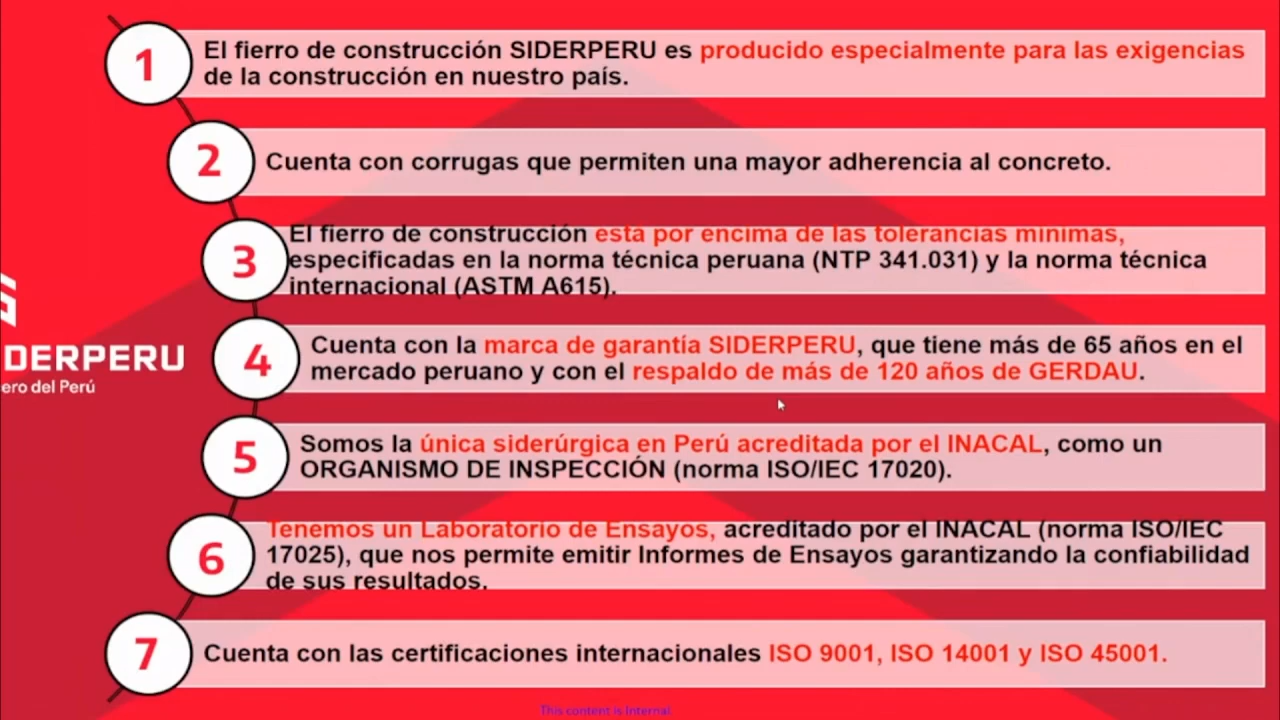 1
El fierro de construcción SIDERPERU es producido especialmente para las exigencias
de la construcción en nuestro país.
2
Cuenta con corrugas que permiten una mayor adherencia al concreto.
3
El fierro de construcción está por encima de las tolerancias mínimas,
especificadas en la norma técnica peruana (NTP 341.031) y la norma técnica
internacional (ASTM A615).
4
Cuenta con la marca de garantía SIDERPERU, que tiene más de 65 años en el
mercado peruano y con el respaldo de más de 120 años de GERDAU.
DERPERU
ero del Perú
5
Somos la única siderúrgica en Perú acreditada por el INACAL, como un
ORGANISMO DE INSPECCIÓN (norma ISO/IEC 17020).
6
Tenemos un Laboratorio de Ensayos, acreditado por el INACAL (norma ISO/IEC
17025), que nos permite emitir Informes de Ensayos garantizando la confiabilidad
de sus resultados.
7
Cuenta con las certificaciones internacionales ISO 9001, ISO 14001 y ISO 45001.
This content is Internal